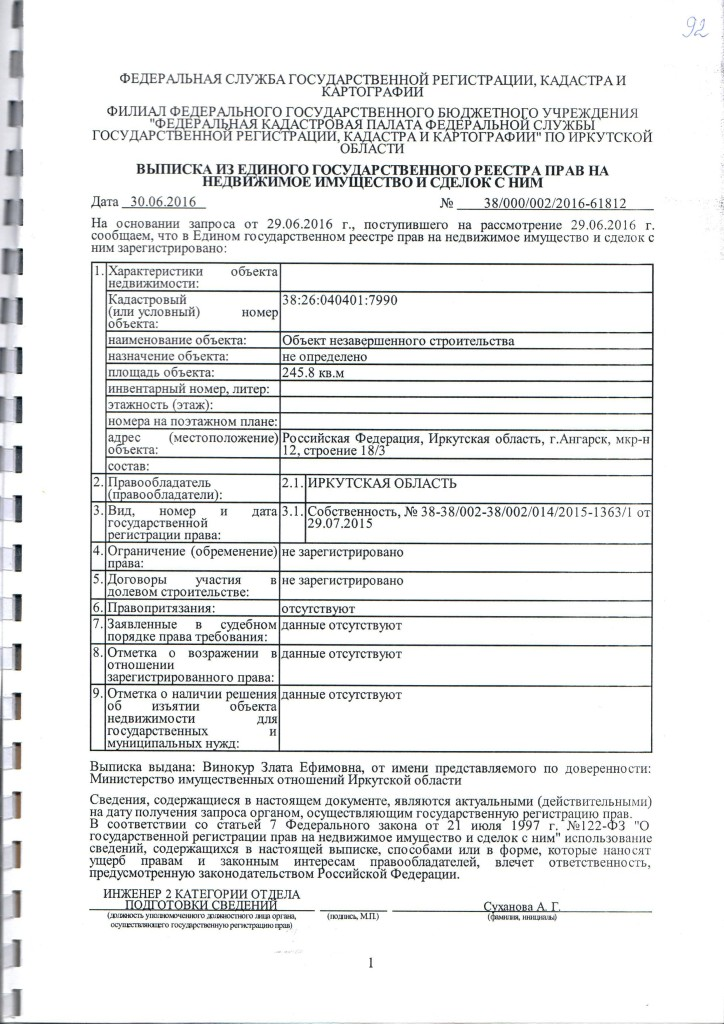 92
ФЕДЕРАЛЬНАЯ СЛУЖБА ГОСУДАРСТВЕННОЙ РЕГИСТРАЦИИ, КАДАСТРА И
КАРТОГРАФИИ
ФИЛИАЛ ФЕДЕРАЛЬНОГО ГОСУДАРСТВЕННОГО БЮДЖЕТНОГО УЧРЕЖДЕНИЯ
"ФЕДЕРАЛЬНАЯ КАДАСТРОВАЯ ПАЛАТА ФЕДЕРАЛЬНОЙ СЛУЖБЫ
ГОСУДАРСТВЕННОЙ РЕГИСТРАЦИИ, КАДАСТРА И КАРТОГРАФИИ" ПО ИРКУТСКОЙ
ОБЛАСТИ
ВЫПИСКА ИЗ ЕДИНОГО ГОСУДАРСТВЕННОГО РЕЕСТРА ПРАВ НА
НЕДВИЖИМОЕ ИМУЩЕСТВО И СДЕЛОК С НИМ
Дата 30.06.2016 № 38/000/002/2016-61812
На основании запроса от 29.06.2016 г., поступившего на рассмотрение 29.06.2016 г.
сообщаем, что в Едином государственном реестре прав на недвижимое имущество и сделок с
ним зарегистрировано:
1. Характеристики объекта
недвижимости:
Кадастровый 38:26:040401:7990
(или условный) номер
объекта:
наименование объекта: Объект незавершенного строительства
назначение объекта: не определено
площадь объекта: 245.8 кв.м
инвентарный номер, литер:
этажность (этаж):
номера на поэтажном плане:
адрес (местоположение) Российская Федерация, Иркутская область, г.Ангарск, мкр-н
объекта: 12, строение 18/3
состав:
2. Правообладатель 2.1. ИРКУТСКАЯ ОБЛАСТЬ
(правообладатели):
3. Вид, номер и дата 3.1. Собственность, № 38-38/002-38/002/014/2015-1363/1 от
государственной 29.07.2015
регистрации права:
4. Ограничение (обременение) не зарегистрировано
права:
5. Договоры участия в не зарегистрировано
долевом строительстве:
6. Правопритязания: отсутствуют
7. Заявленные в судебном данные отсутствуют
порядке права требования:
8. Отметка о возражении в данные отсутствуют
отношении
зарегистрированного права:
9. Отметка о наличии решения данные отсутствуют
об изъятии объекта
недвижимости для
государственных и
муниципальных нужд:
Выписка выдана: Винокур Злата Ефимовна, от имени представляемого по доверенности:
Министерство имущественных отношений Иркутской области
Сведения, содержащиеся в настоящем документе, являются актуальными (действительными)
на дату получения запроса органом, осуществляющим государственную регистрацию прав.
В соответствии со статьей 7 Федерального закона от 21 июля 1997 г. №122-ФЗ "О
государственной регистрации прав на недвижимое имущество и сделок с ним" использование
сведений, содержащихся в настоящей выписке, способами или в форме, которые наносят
ущерб правам и законным интересам правообладателей, влечет ответственность,
предусмотренную законодательством Российской Федерации.
ИНЖЕНЕР 2 КАТЕГОРИИ ОТДЕЛА
ПОДГОТОВКИ СВЕДЕНИЙ Суханова А. Г.
(должность уполномоченного должностного лица органа, (подпись, М.П.) (фамилия, инициалы)
осуществляющего государственную регистрацию прав)
1